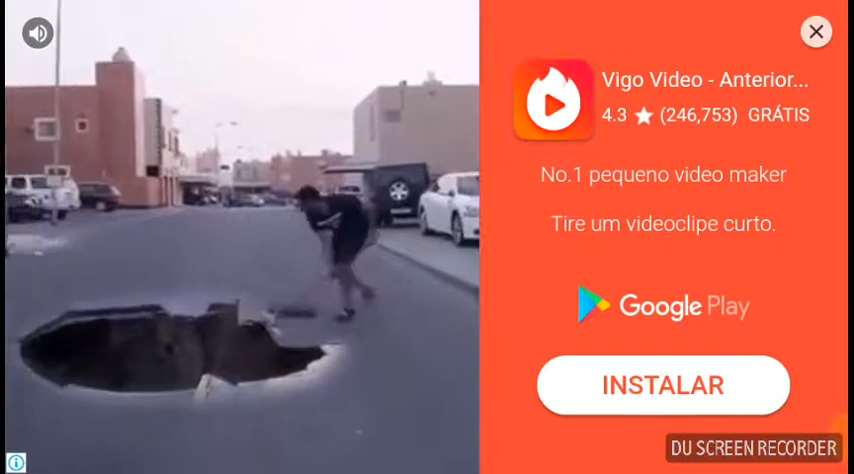 Vigo Video - Anterior...
4.3 ★ (246,753) GRÁTIS
No.1 pequeno video maker
Tire um videoclipe curto.
Google Play
INSTALAR
DU SCREEN RECORDER